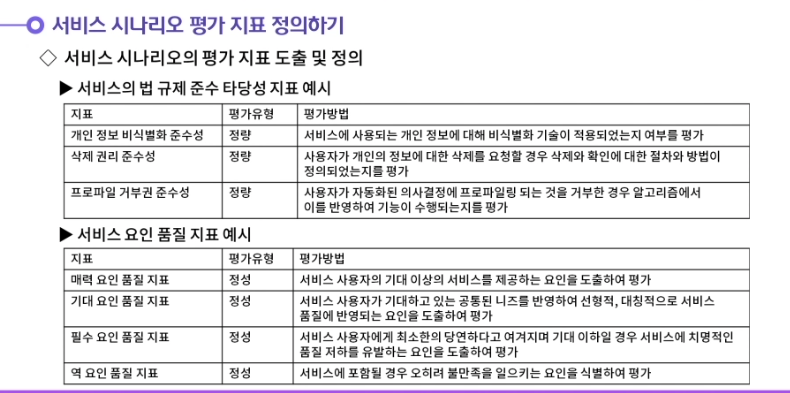 서비스 시나리오 평가 지표 정의하기
◇ 서비스 시나리오의 평가 지표 도출 및 정의
▶ 서비스의 법 규제 준수 타당성 지표 예시
지표 평가유형 평가방법
개인 정보 비식별화 준수성 정량 서비스에 사용되는 개인 정보에 대해 비식별화 기술이 적용되었는지 여부를 평가
삭제 권리 준수성 정량 사용자가 개인의 정보에 대한 삭제를 요청할 경우 삭제와 확인에 대한 절차와 방법이
정의되었는지를 평가
프로파일 거부권 준수성 정량 사용자가 자동화된 의사결정에 프로파일링 되는 것을 거부한 경우 알고리즘에서
이를 반영하여 기능이 수행되는지를 평가
▶ 서비스 요인 품질 지표 예시
지표 평가유형 평가방법
매력 요인 품질 지표 정성 서비스 사용자의 기대 이상의 서비스를 제공하는 요인을 도출하여 평가
기대 요인 품질 지표 정성 서비스 사용자가 기대하고 있는 공통된 니즈를 반영하여 선형적, 대칭적으로 서비스
품질에 반영되는 요인을 도출하여 평가
필수 요인 품질 지표 정성 서비스 사용자에게 최소한의 당연하다고 여겨지며 기대 이하일 경우 서비스에 치명적인
품질 저하를 유발하는 요인을 도출하여 평가
역 요인 품질 지표 정성 서비스에 포함될 경우 오히려 불만족을 일으키는 요인을 식별하여 평가